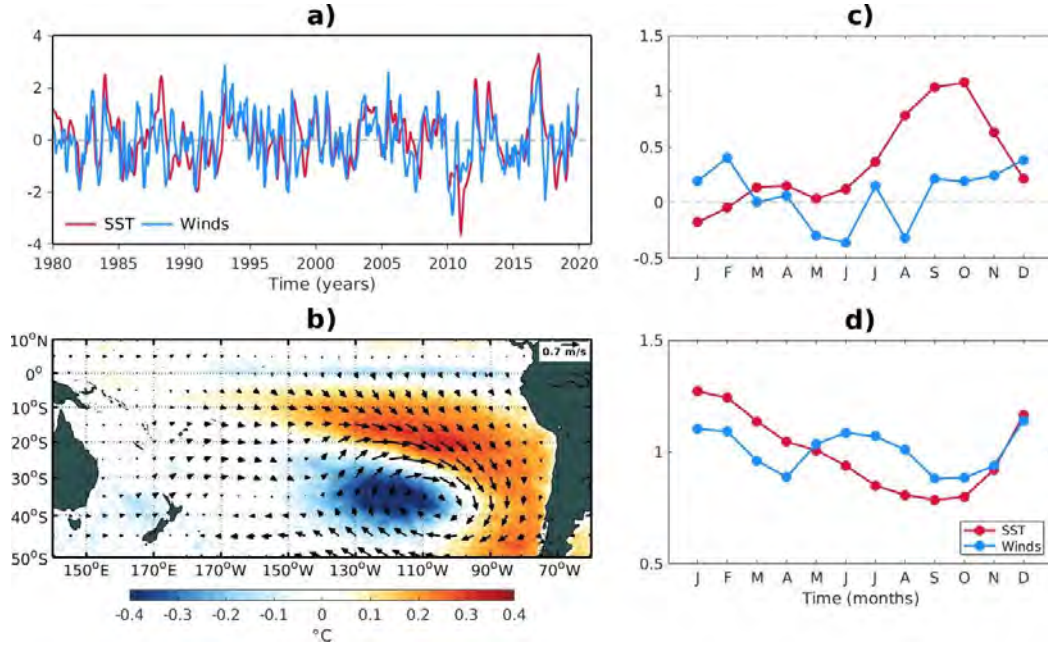 a)
4
2
0
-2
-4
SST Winds
1980 1985 1990 1995 2000 2005 2010 2015 2020
Time (years)
b)
10°N
0°
10°S
20°S
30°S
40°S
50°S
0.7 m/s
150°E 170°E 170°W 150°W 130°W 110°W 90°W 70°W
-0.4 -0.3 -0.2 -0.1 0 0.1 0.2 0.3 0.4
°C
c)
1.5
1
0.5
0
-0.5
J F M A M J J A S O N D
d)
1.5
1
0.5
SST
Winds
J F M A M J J A S O N D
Time (months)